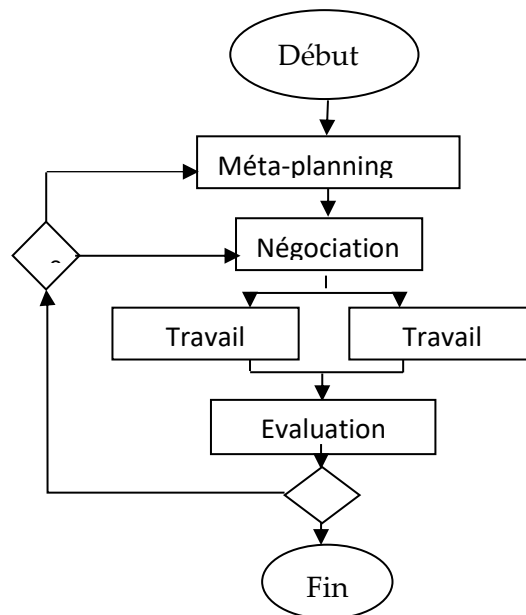 Début
Méta-planning
Négociation
Travail
Travail
Evaluation
Fin